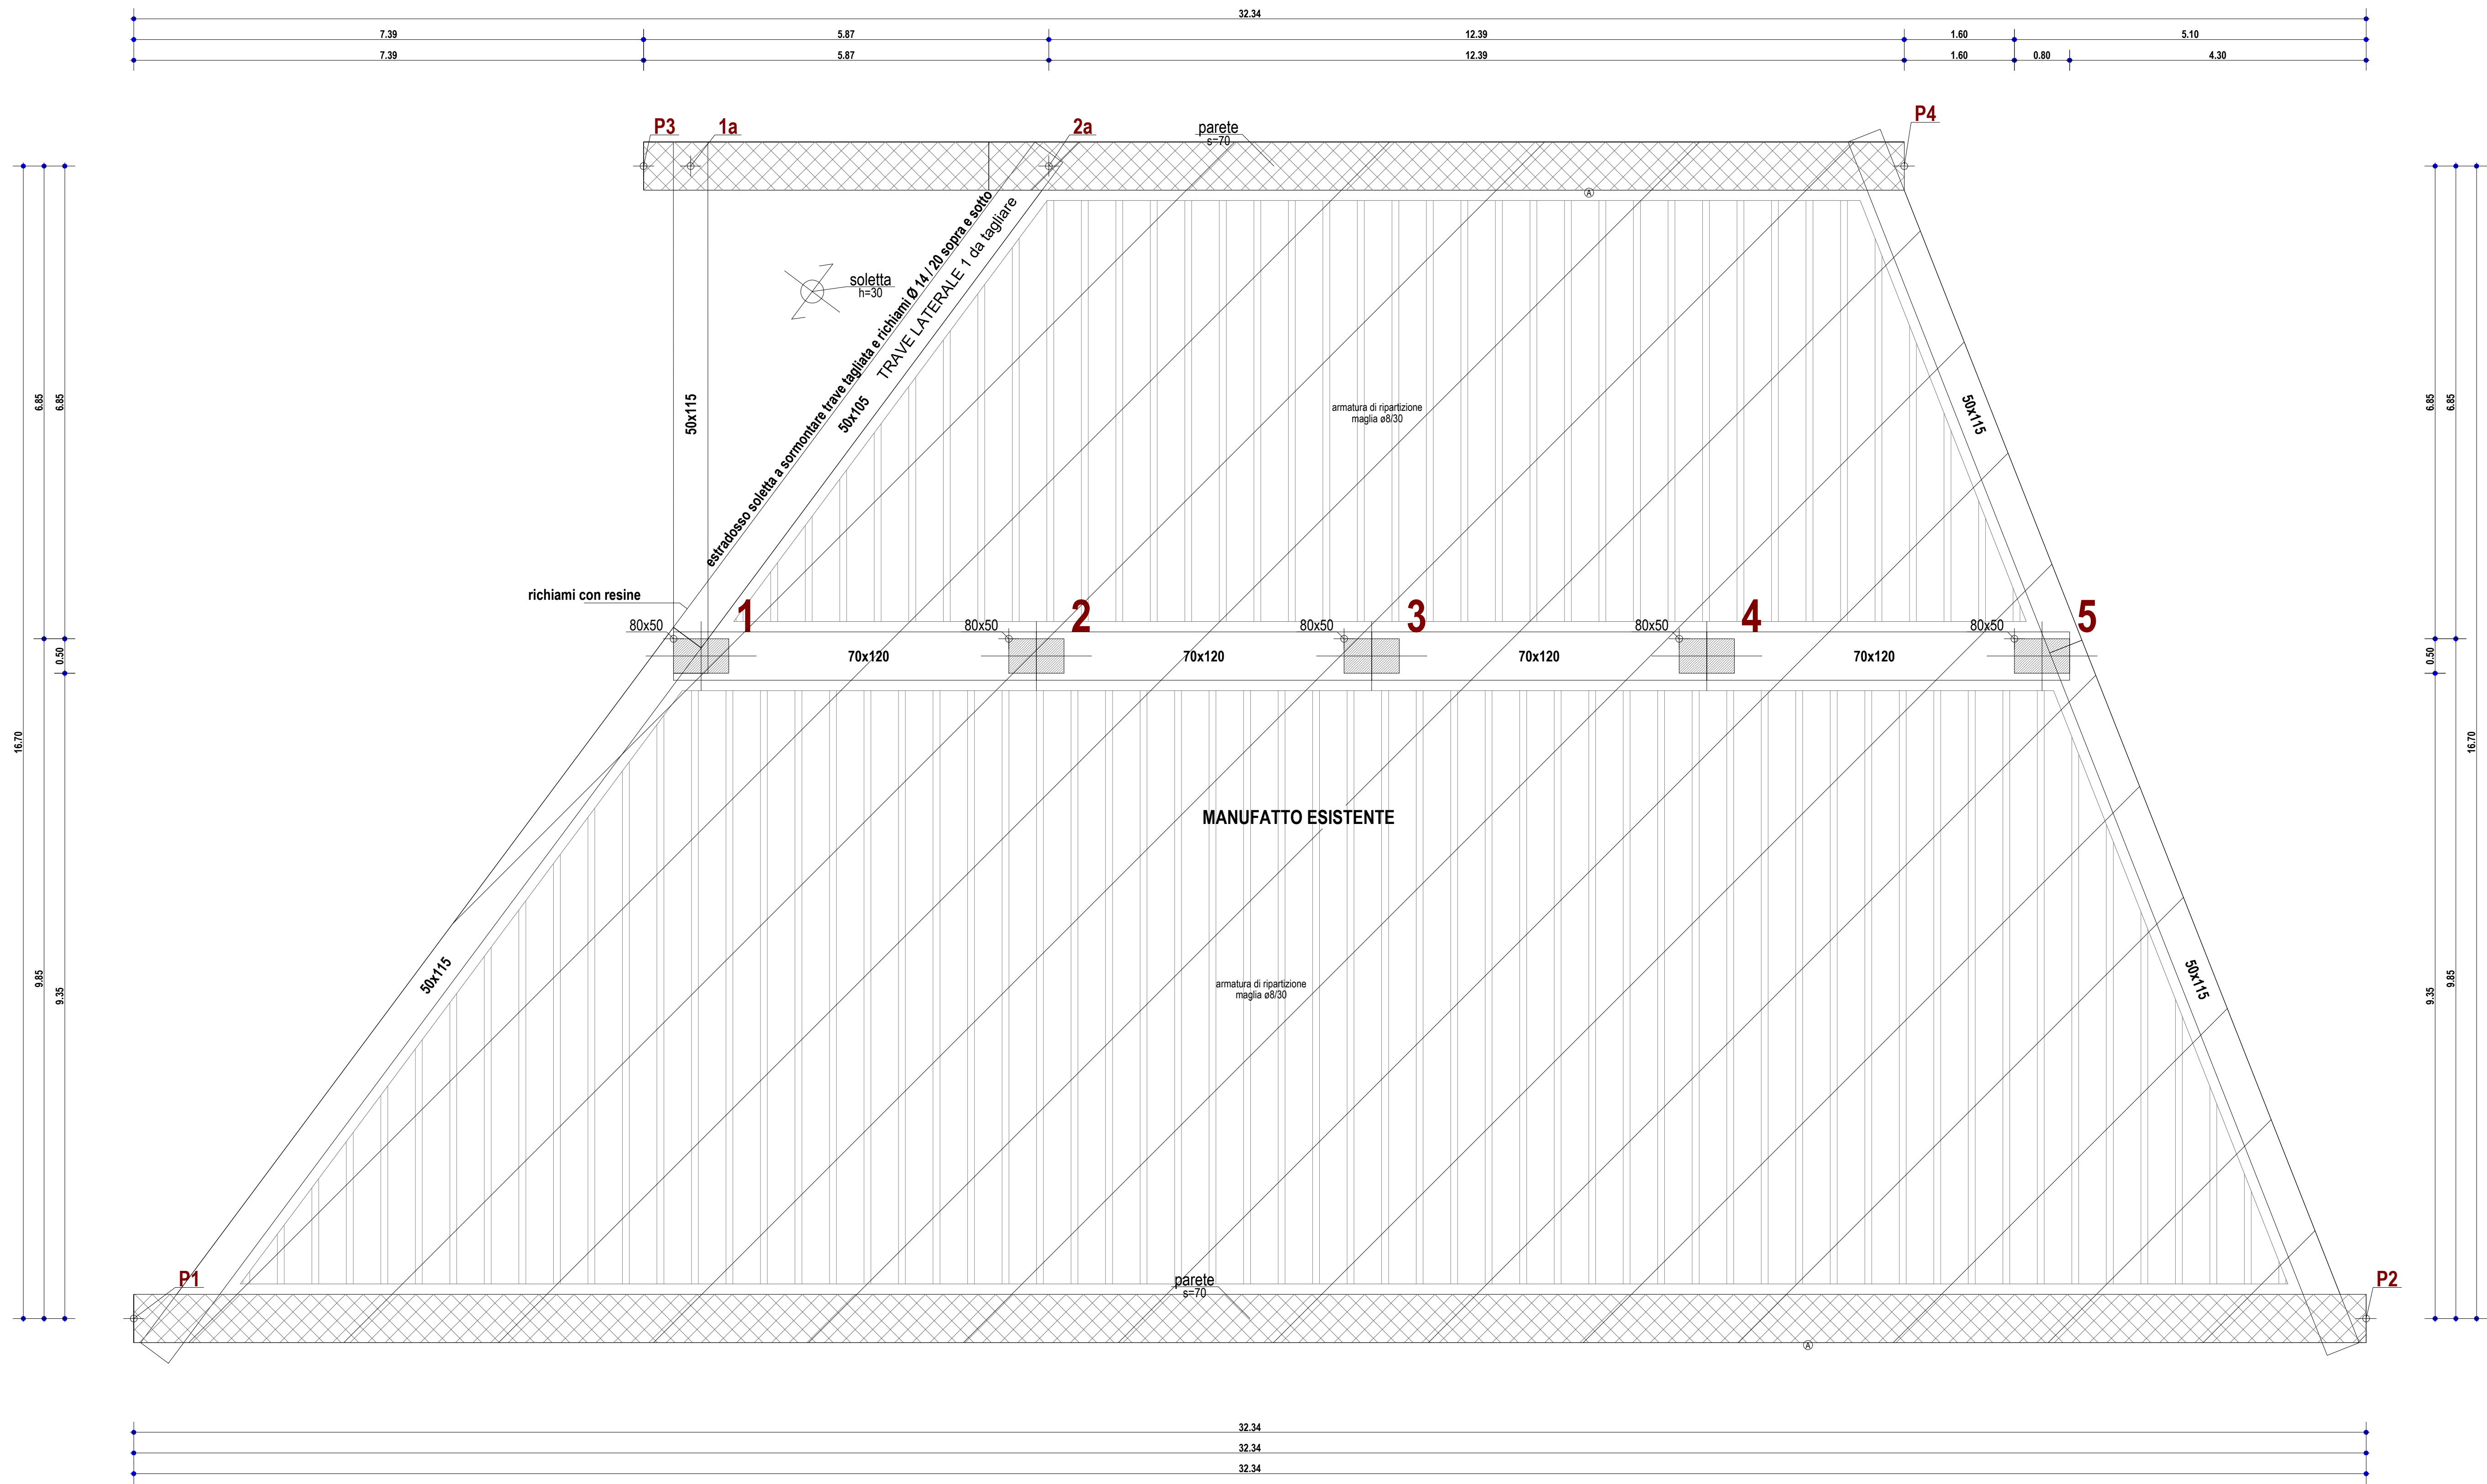 32.34
7.39
5.87
12.39
1.60
5.10
7.39
5.87
12.39
1.60
0.80
4.30
P3
1a
2a
parete
s=70
P4
A
soletta
h=30
estradosso soletta a sormontare trave tagliata e richiami Ø 14 / 20 sopra e sotto
TRAVE LATERALE 1 da tagliare
50x105
50x115
armatura di ripartizione
maglia ø8/30
50x115
6.85
6.85
6.85
6.85
richiami con resine
80x50
1
80x50
2
80x50
3
80x50
4
80x50
5
70x120
70x120
70x120
70x120
0.50
0.50
16.70
16.70
MANUFATTO ESISTENTE
50x115
50x115
armatura di ripartizione
maglia ø8/30
9.85
9.35
9.35
9.85
P1
parete
s=70
P2
A
32.34
32.34
32.34